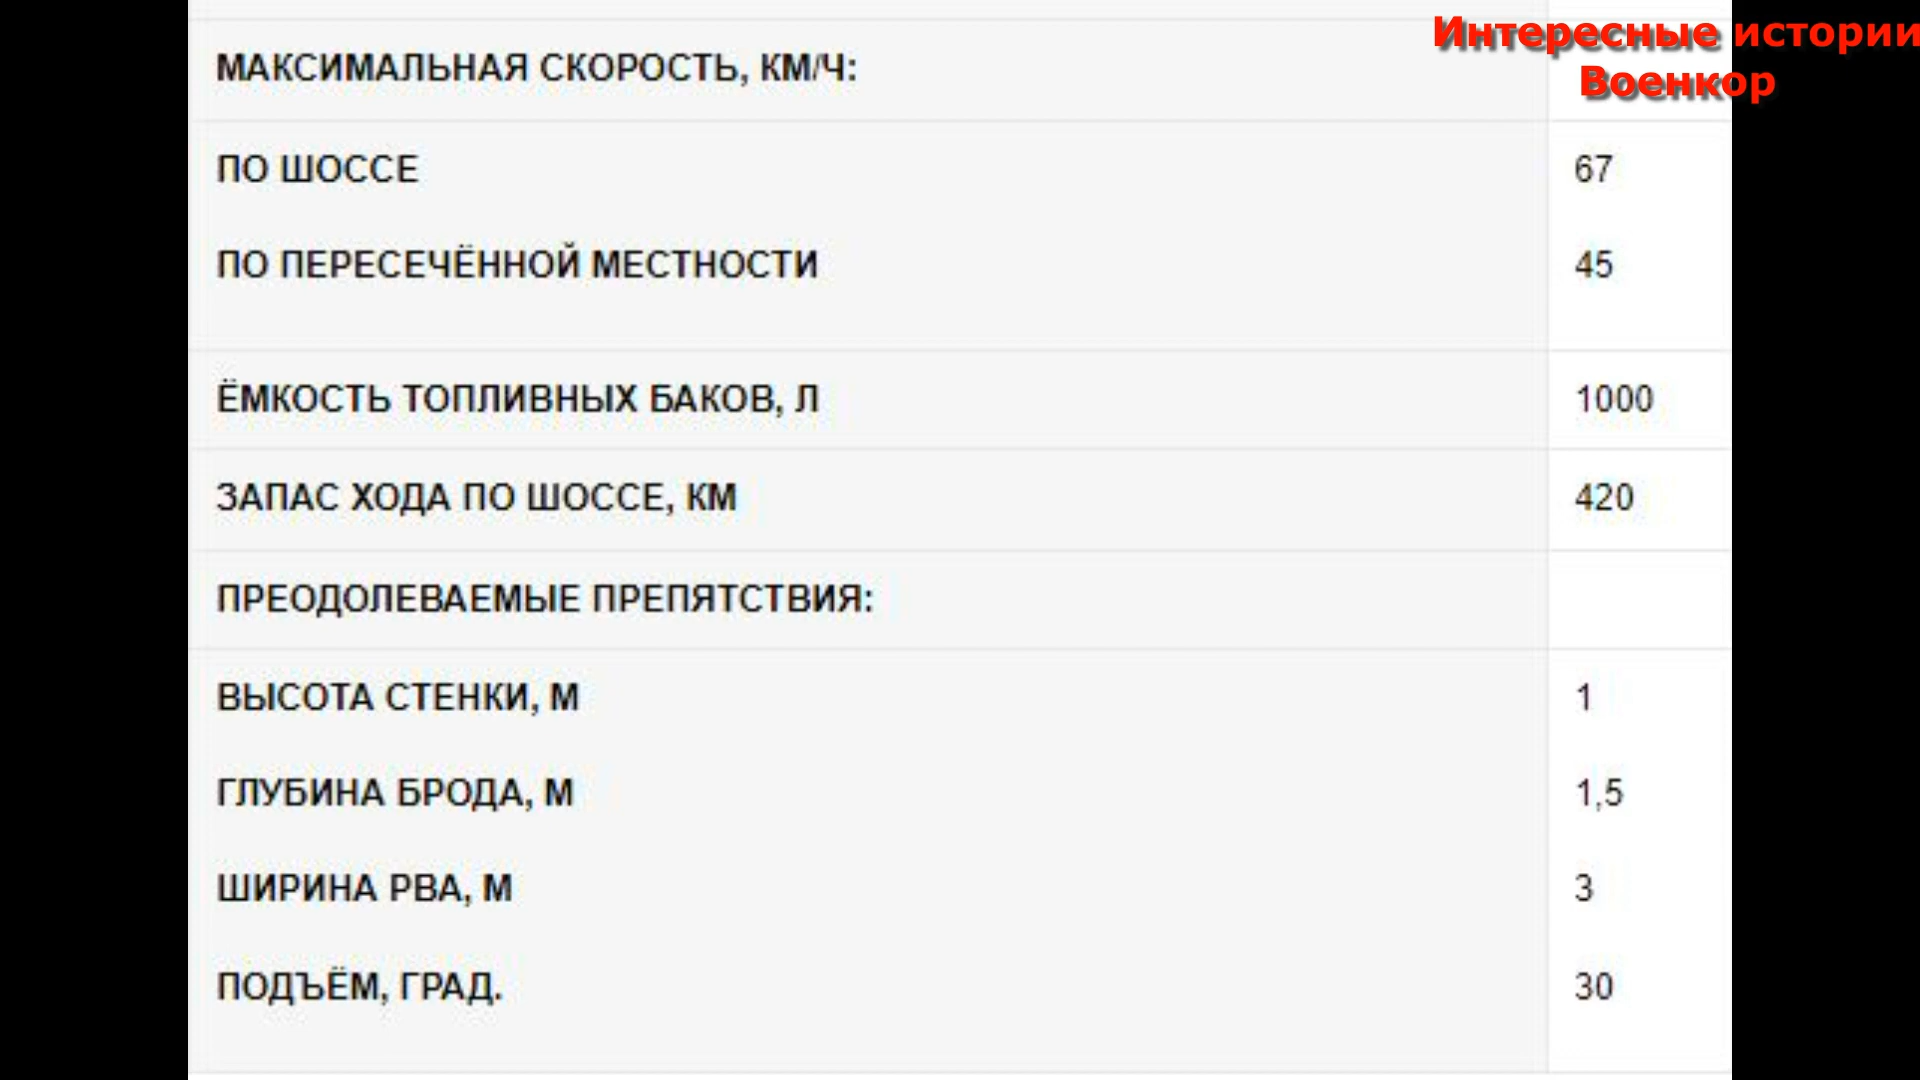 Интересные истории
Военкор
МАКСИМАЛЬНАЯ СКОРОСТЬ, КМ/Ч:
ПО ШОССЕ 67
ПО ПЕРЕСЕЧЁННОЙ МЕСТНОСТИ 45
ЁМКОСТЬ ТОПЛИВНЫХ БАКОВ, Л 1000
ЗАПАС ХОДА ПО ШОССЕ, КМ 420
ПРЕОДОЛЕВАЕМЫЕ ПРЕПЯТСТВИЯ:
ВЫСОТА СТЕНКИ, М 1
ГЛУБИНА БРОДА, М 1,5
ШИРИНА РВА, М 3
ПОДЪЁМ, ГРАД. 30